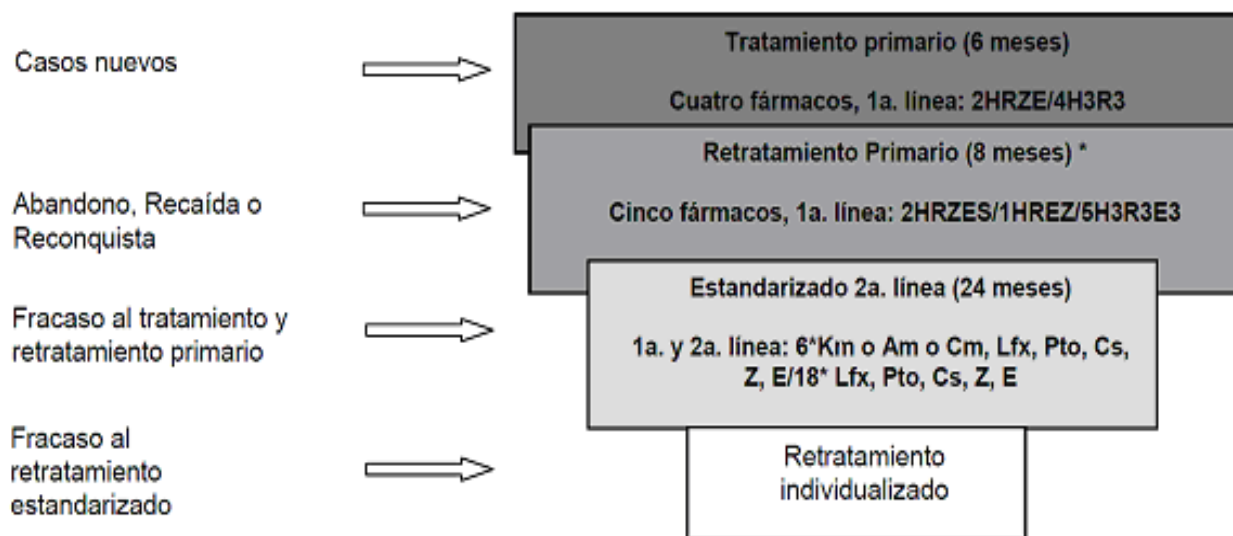 Casos nuevos
Tratamiento primario (6 meses)
Cuatro fármacos, 1a. línea: 2HRZE/4H3R3
Abandono, Recaída o
Reconquista
Retratamiento Primario (8 meses) *
Cinco fármacos, 1a. línea: 2HRZES/1HREZ/5H3R3E3
Fracaso al tratamiento y
retratamiento primario
Estandarizado 2a. línea (24 meses)
1a. y 2a. línea: 6*Km o Am o Cm, Lfx, Pto, Cs,
Z, E/18* Lfx, Pto, Cs, Z, E
Fracaso al
retratamiento
estandarizado
Retratamiento
individualizado